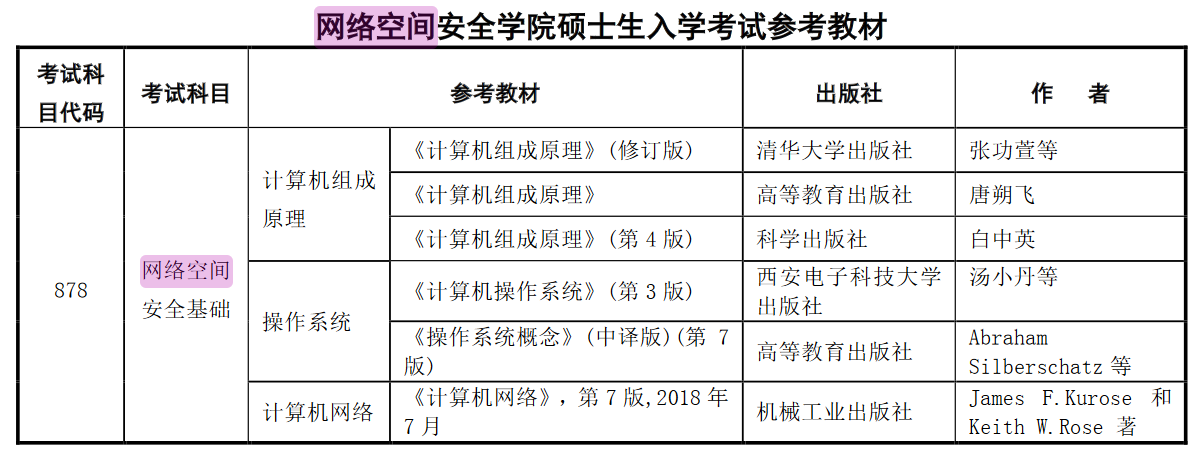 网络空间安全学院硕士生入学考试参考教材
考试科
目代码
考试科目
参考教材
出版社
作 者
878
网络空间
安全基础
计算机组成
原理
《计算机组成原理》(修订版)
清华大学出版社
张功萱等
《计算机组成原理》
高等教育出版社
唐朔飞
《计算机组成原理》(第 4 版)
科学出版社
白中英
操作系统
《计算机操作系统》(第 3 版)
西安电子科技大学
出版社
汤小丹等
《操作系统概念》(中译版)(第 7
版)
高等教育出版社
Abraham
Silberschatz 等
计算机网络
《计算机网络》, 第 7 版,2018 年
7 月
机械工业出版社
James F.Kurose 和
Keith W.Rose 著